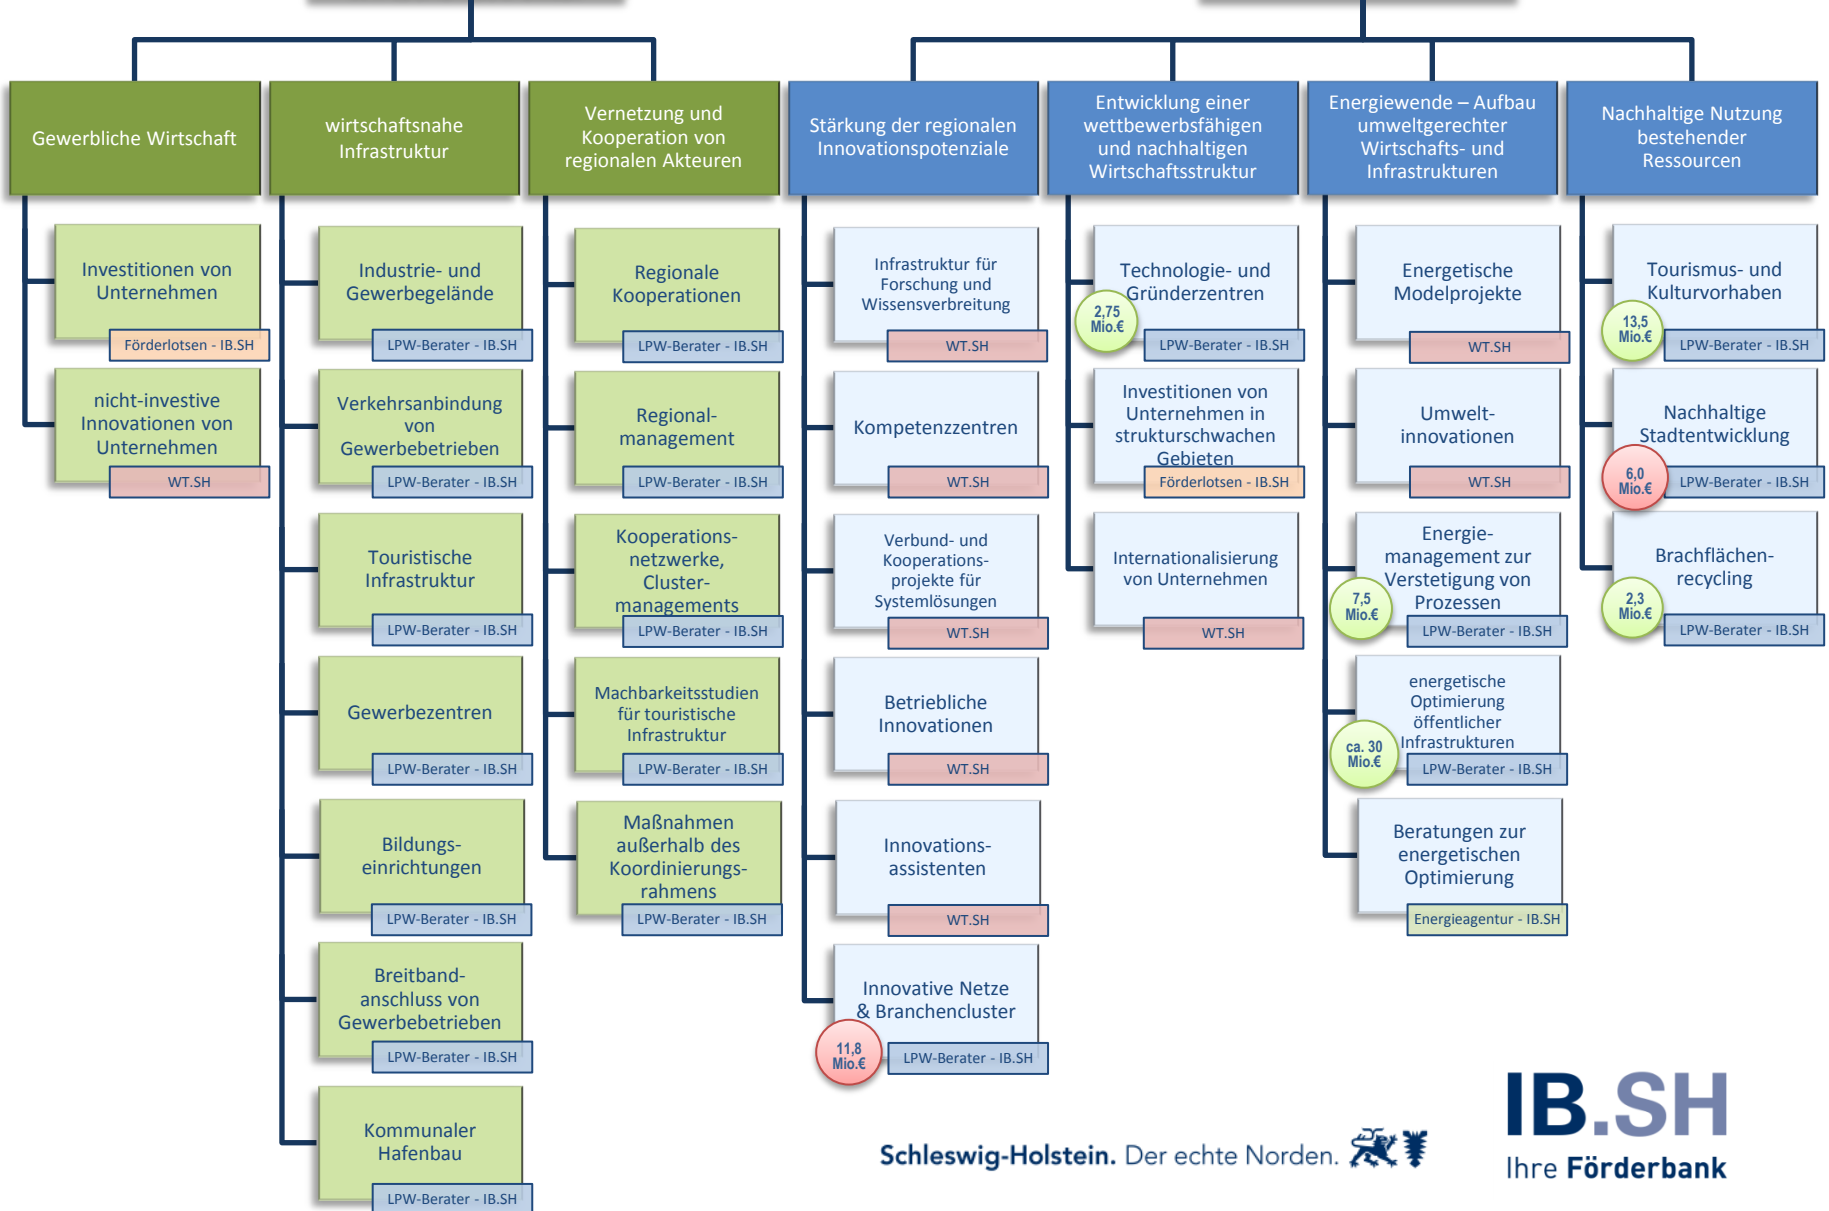 Gewerbliche Wirtschaft
Investitionen von
Unternehmen
Förderlotsen - IB.SH
nicht-investive
Innovationen von
Unternehmen
WT.SH
wirtschaftsnahe
Infrastruktur
Industrie- und
Gewerbegelände
LPW-Berater - IB.SH
Verkehrsanbindung
von
Gewerbebetrieben
LPW-Berater - IB.SH
Touristische
Infrastruktur
LPW-Berater - IB.SH
Gewerbezentren
LPW-Berater - IB.SH
Bildungs-
einrichtungen
LPW-Berater - IB.SH
Breitband-
anschluss von
Gewerbebetrieben
LPW-Berater - IB.SH
Kommunaler
Hafenbau
LPW-Berater - IB.SH
Vernetzung und
Kooperation von
regionalen Akteuren
Regionale
Kooperationen
LPW-Berater - IB.SH
Regional-
management
LPW-Berater - IB.SH
Kooperations-
netzwerke,
Cluster-
managements
LPW-Berater - IB.SH
Machbarkeitsstudien
für touristische
Infrastruktur
LPW-Berater - IB.SH
Maßnahmen
außerhalb des
Koordinierungs-
rahmens
LPW-Berater - IB.SH
Stärkung der regionalen
Innovationspotenziale
Infrastruktur für
Forschung und
Wissensverbreitung
WT.SH
Kompetenzzentren
WT.SH
Verbund- und
Kooperations-
projekte für
Systemlösungen
WT.SH
Betriebliche
Innovationen
WT.SH
Innovations-
assistenten
WT.SH
Innovative Netze
& Branchencluster
11,8
Mio.€
LPW-Berater - IB.SH
Entwicklung einer
wettbewerbsfähigen
und nachhaltigen
Wirtschaftsstruktur
Technologie- und
Gründerzentren
2,75
Mio.€
LPW-Berater - IB.SH
Investitionen von
Unternehmen in
strukturschwachen
Gebieten
Förderlotsen - IB.SH
Internationalisierung
von Unternehmen
WT.SH
Energiewende – Aufbau
umweltgerechter
Wirtschafts- und
Infrastrukturen
Energetische
Modelprojekte
WT.SH
Umwelt-
innovationen
WT.SH
Energie-
management zur
Verstetigung von
Prozessen
7,5
Mio.€
LPW-Berater - IB.SH
energetische
Optimierung
öffentlicher
Infrastrukturen
ca. 30
Mio.€
LPW-Berater - IB.SH
Beratungen zur
energetischen
Optimierung
Energieagentur - IB.SH
Nachhaltige Nutzung
bestehender
Ressourcen
Tourismus- und
Kulturvorhaben
13,5
Mio.€
LPW-Berater - IB.SH
Nachhaltige
Stadtentwicklung
6,0
Mio.€
LPW-Berater - IB.SH
Brachflächen-
recycling
2,3
Mio.€
LPW-Berater - IB.SH
Schleswig-Holstein. Der echte Norden.
IB.SH
Ihre Förderbank